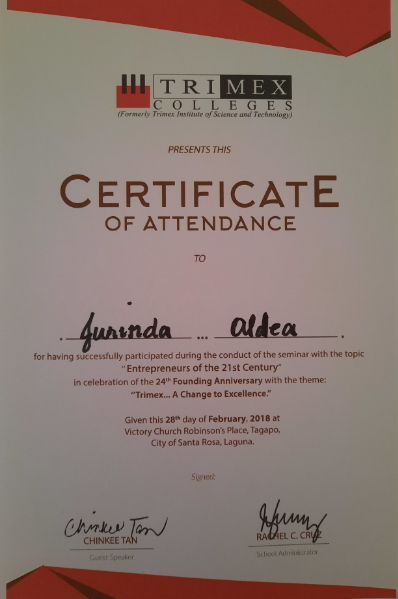 TRIMEX
COLLEGES
(Formerly Trimex Institute of Science and Technology)
PRESENTS THIS
CERTIFICATE
OF ATTENDANCE
TO
Jurinda ... Aldea
for having successfully participated during the conduct of the seminar with the topic
"Entrepreneurs of the 21st Century"
in celebration of the 24th Founding Anniversary with the theme:
"Trimex... A Change to Excellence."
Given this 28th day of February, 2018 at
Victory Church Robinson's Place, Tagapo,
City of Santa Rosa, Laguna.
Signed:
Chinkee Tan
CHINKEE TAN
RACHEL C. CRUZ
Guest Speaker
School Administrator